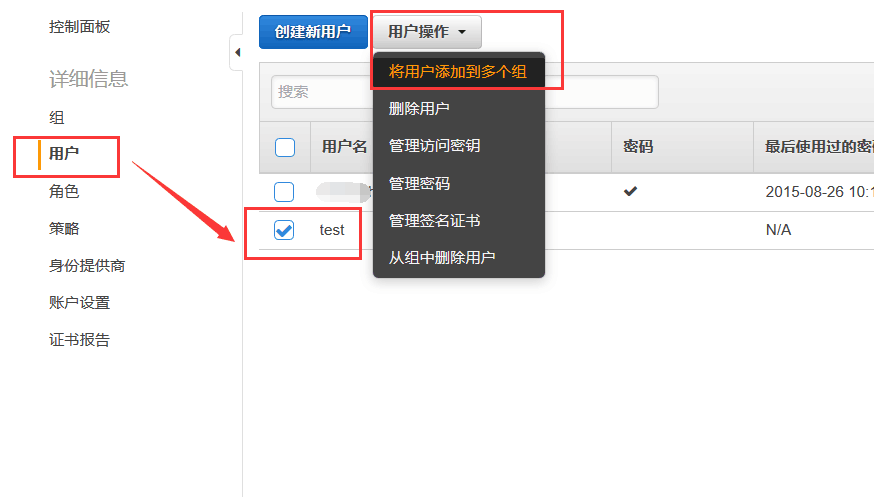 控制面板
详细信息
组
用户
角色
策略
身份提供商
账户设置
证书报告
创建新用户
用户操作
将用户添加到多个组
删除用户
管理访问密钥
管理密码
管理签名证书
从组中删除用户
搜索
用户名 密码 最后使用过的密
2015-08-26 10:1
test N/A